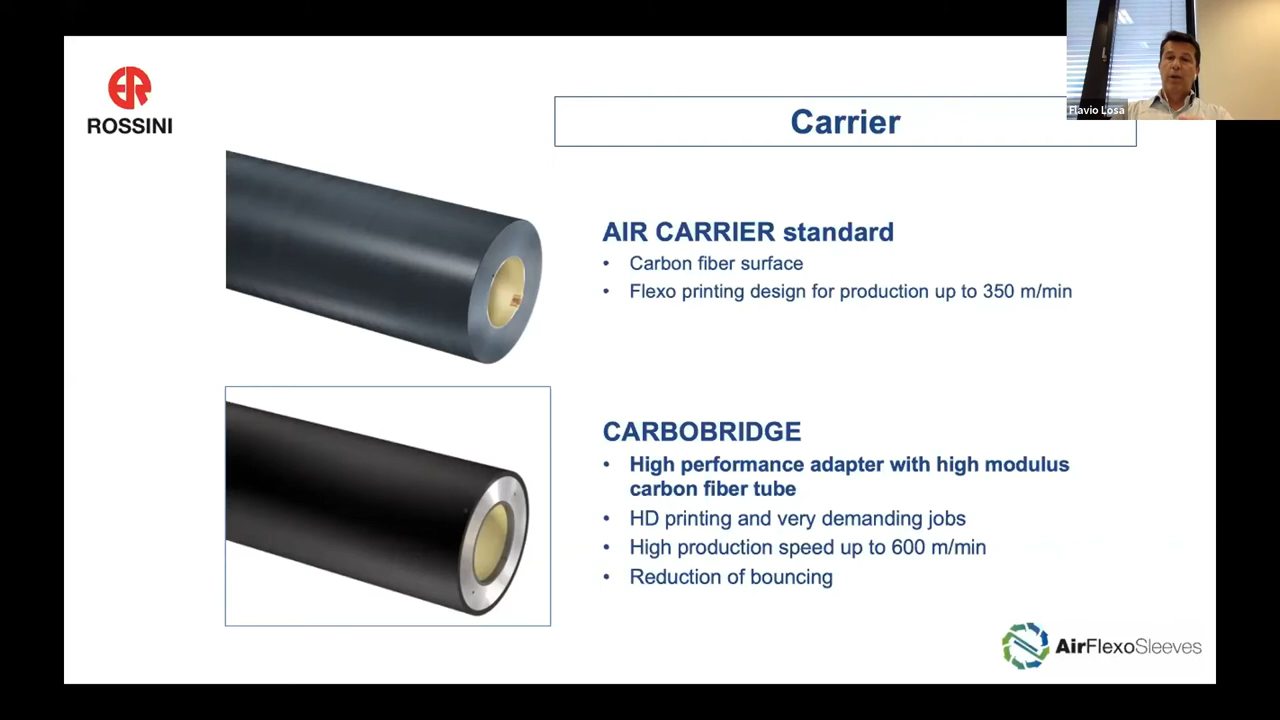 Flavio Losa
ROSSINI
Carrier
AIR CARRIER standard
• Carbon fiber surface
• Flexo printing design for production up to 350 m/min
CARBOBRIDGE
• High performance adapter with high modulus
carbon fiber tube
• HD printing and very demanding jobs
• High production speed up to 600 m/min
• Reduction of bouncing
AirFlexoSleeves